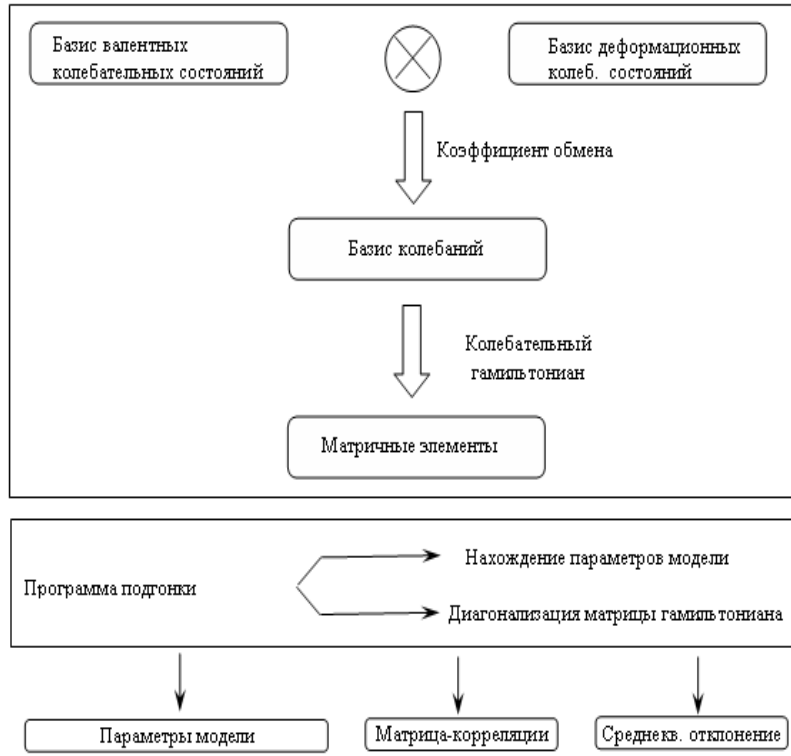 Базис валентных
колебательных состояний
Базис деформационных
колеб. состояний
Коэффициент обмена
Базис колебаний
Колебательный
гамильтониан
Матричные элементы
Программа подгонки
Нахождение параметров модели
Диагонализация матрицы гамильтониана
Параметры модели
Матрица-корреляции
Среднекв. отклонение